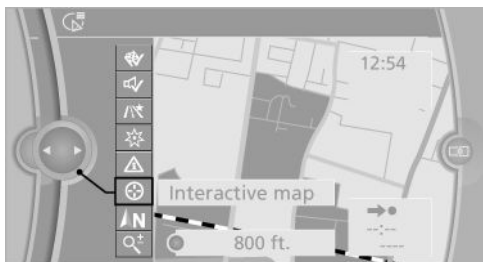 12:54
Interactive map
N
800 ft.
--:--
----